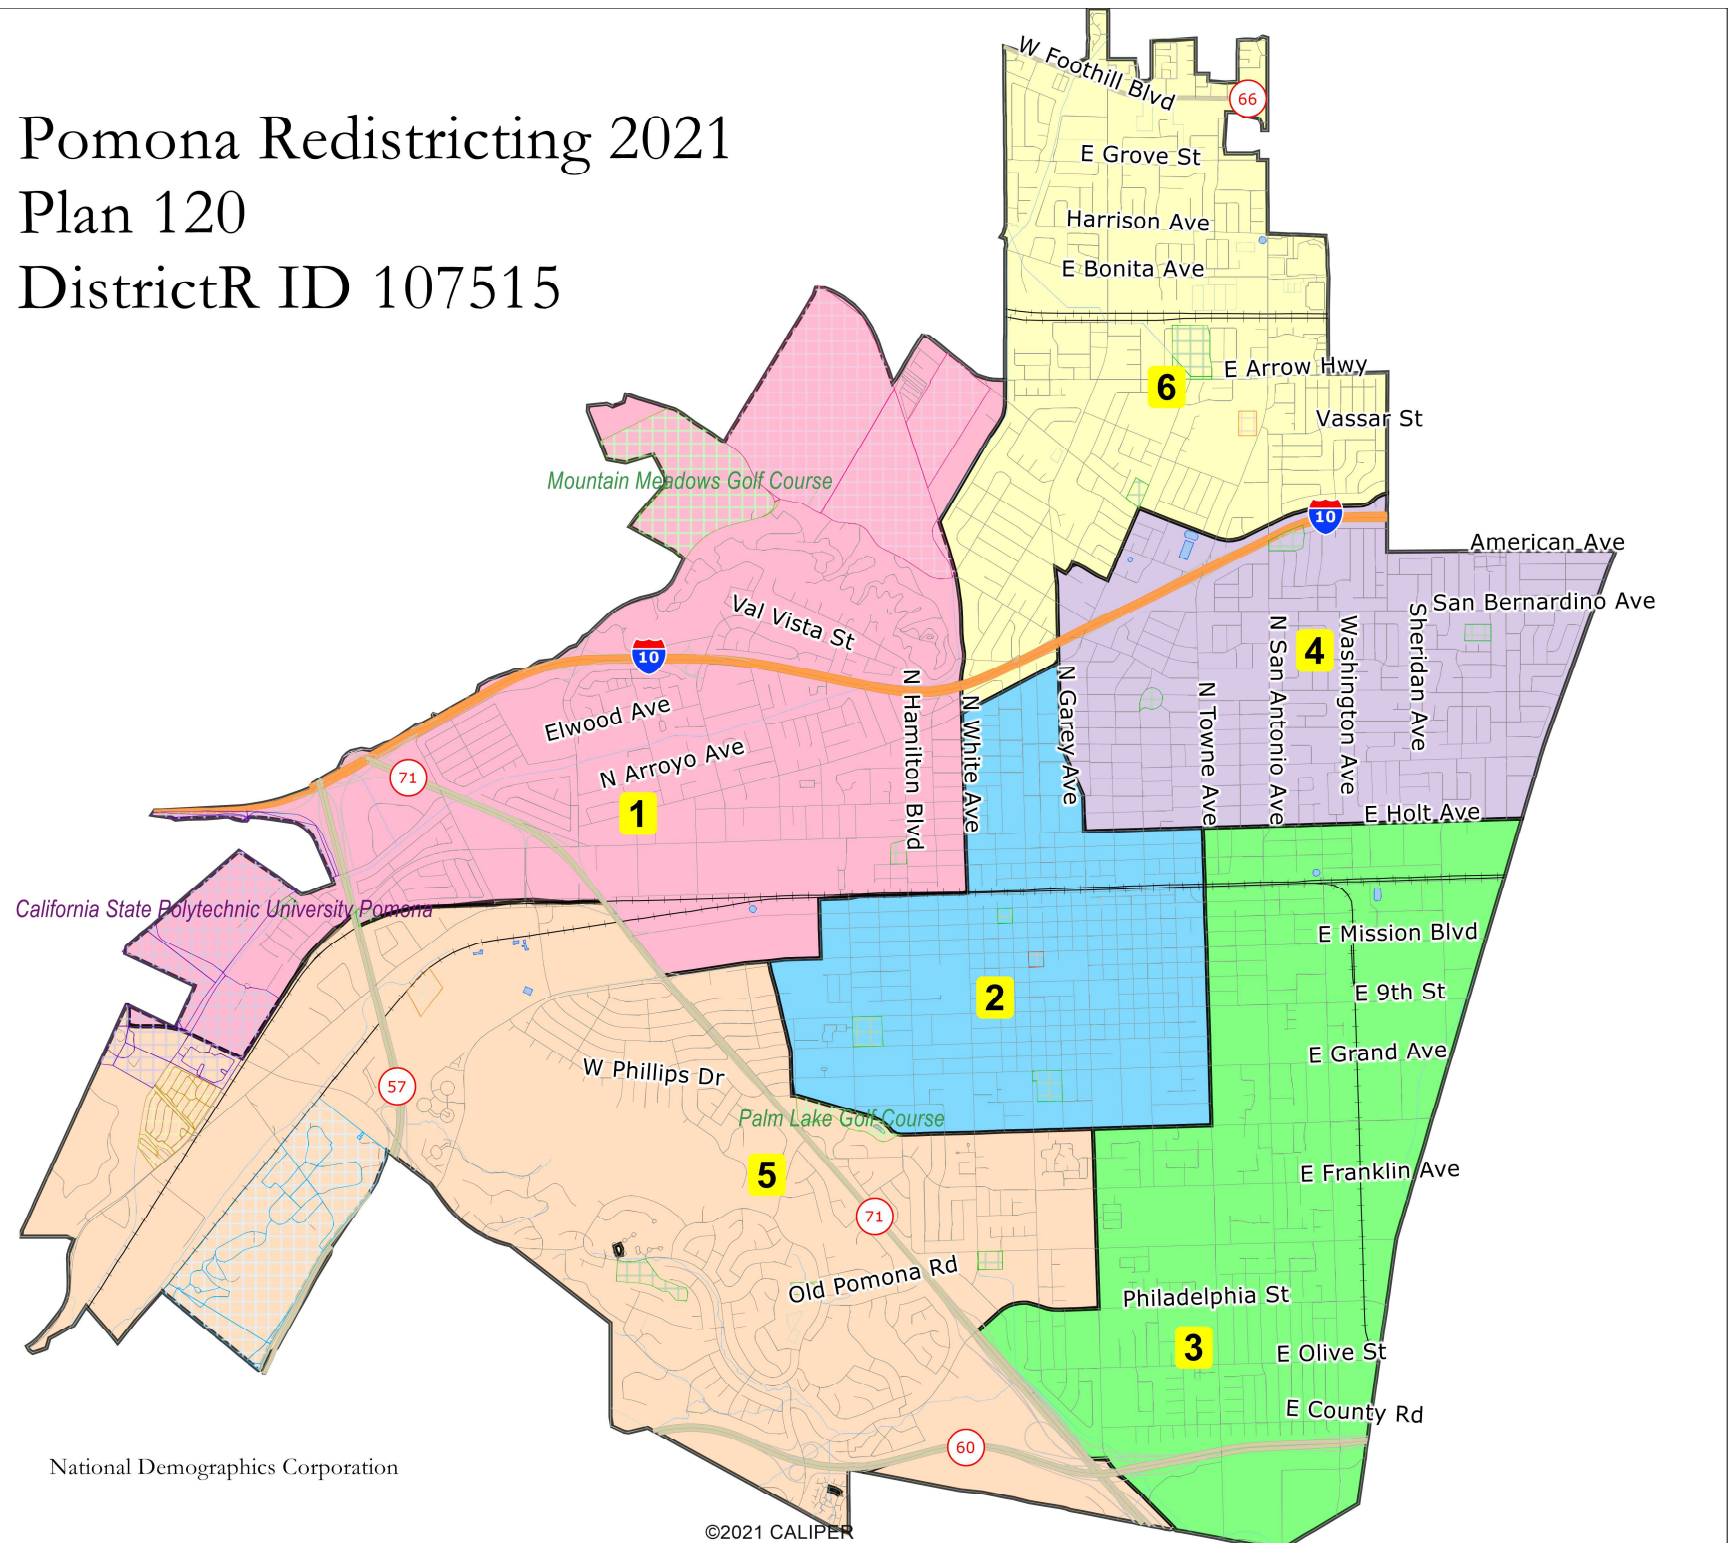 Pomona Redistricting 2021
Plan 120
DistrictR ID 107515
W Foothill Blvd
66
E Grove St
Harrison Ave
E Bonita Ave
E Arrow Hwy
6
Vassar St
Mountain Meadows Golf Course
10
American Ave
San Bernardino Ave
Val Vista St
10
4
Sheridan Ave
Washington Ave
N San Antonio Ave
N Towne Ave
N Garey Ave
N White Ave
N Hamilton Blvd
Elwood Ave
N Arroyo Ave
71
1
E Holt Ave
California State Polytechnic University Pomona
E Mission Blvd
E 9th St
2
E Grand Ave
W Phillips Dr
57
Palm Lake Golf Course
5
E Franklin Ave
71
Old Pomona Rd
Philadelphia St
3
E Olive St
E County Rd
60
National Demographics Corporation
©2021 CALIPER